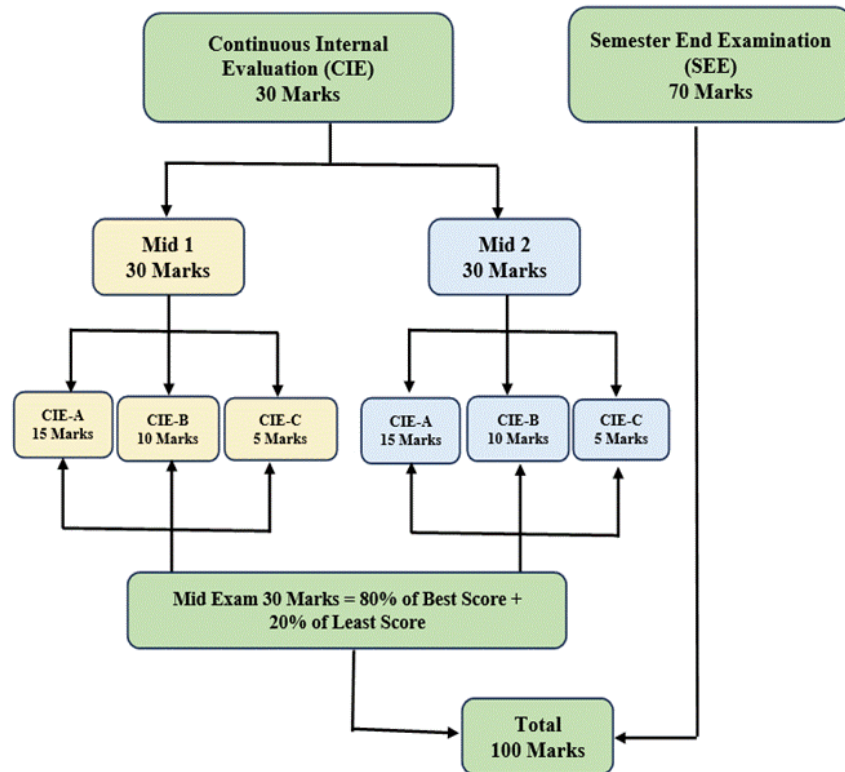 Continuous Internal
Evaluation (CIE)
30 Marks
Semester End Examination
(SEE)
70 Marks
Mid 1
30 Marks
Mid 2
30 Marks
CIE-A
15 Marks
CIE-B
10 Marks
CIE-C
5 Marks
CIE-A
15 Marks
CIE-B
10 Marks
CIE-C
5 Marks
Mid Exam 30 Marks = 80% of Best Score +
20% of Least Score
Total
100 Marks